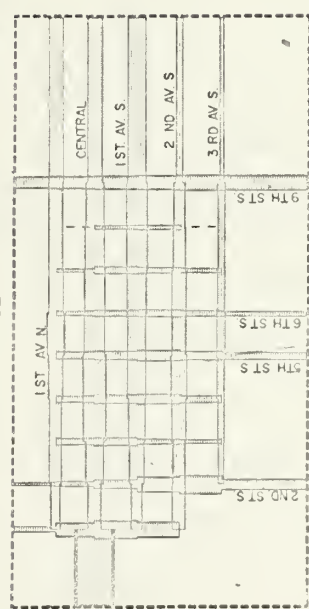 1ST AV. N.
CENTRAL
1ST. AV. S.
2 ND AV S.
3 RD AV S.
9TH STS
6TH STS
5TH STS
2ND STS